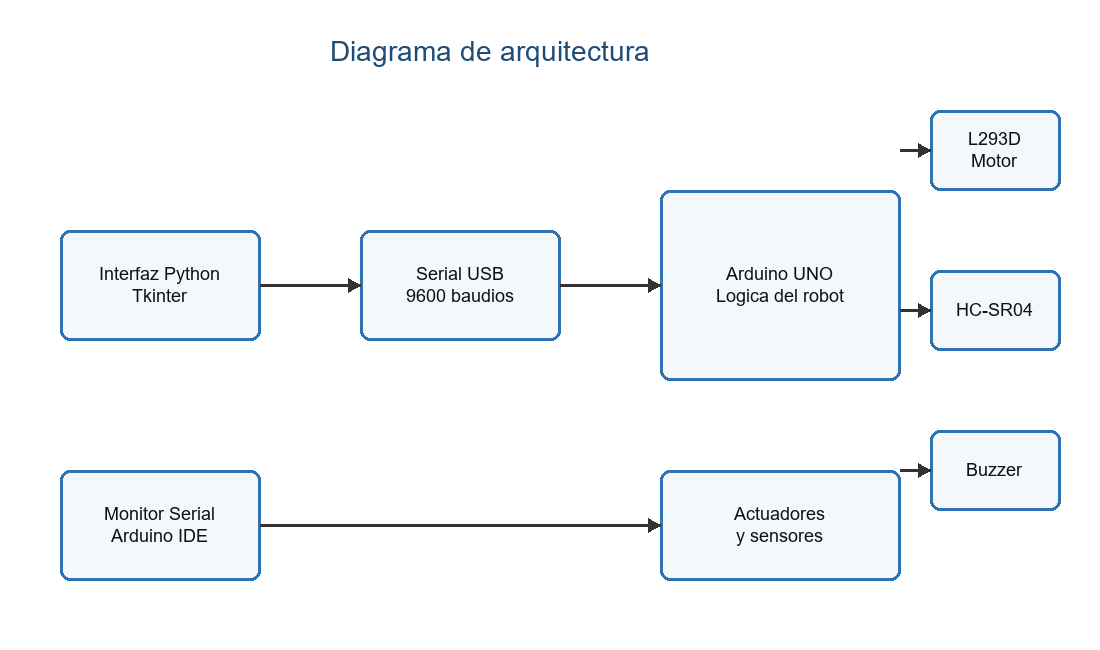 Diagrama de arquitectura
L293D
Motor
Interfaz Python
Tkinter
Serial USB
9600 baudios
Arduino UNO
Logica del robot
HC-SR04
Buzzer
Monitor Serial
Arduino IDE
Actuadores
y sensores